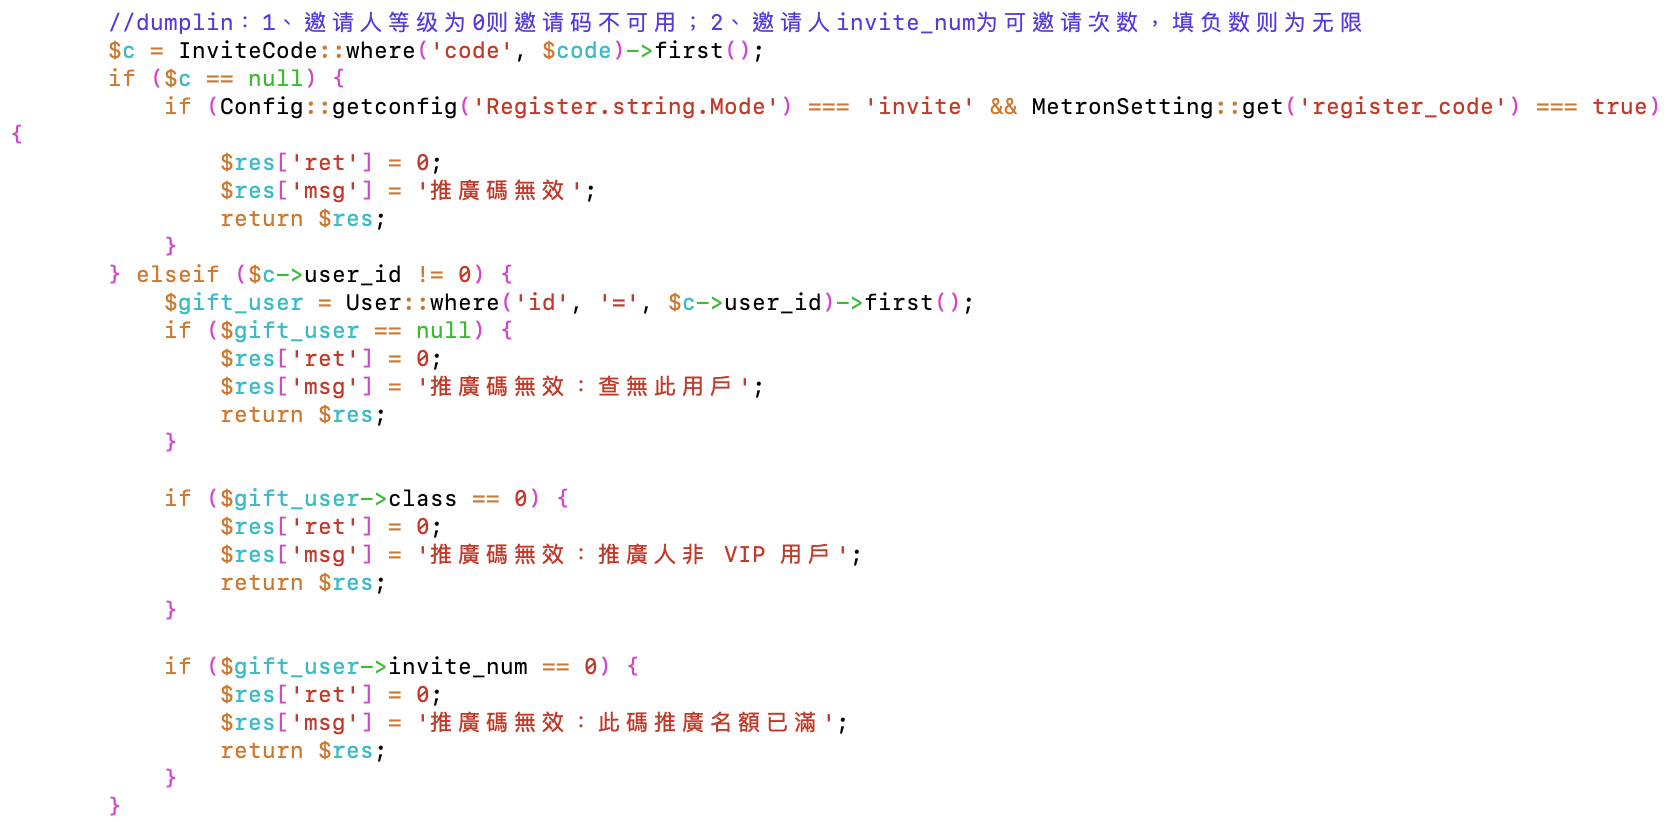 //dumplin：1、邀请人等级为0则邀请码不可用；2、邀请人invite_num为可邀请次数，填负数则为无限
$c = InviteCode::where('code', $code)->first();
if ($c == null) {
if (Config::getconfig('Register.string.Mode') === 'invite' && MetronSetting::get('register_code') === true)
{
$res['ret'] = 0;
$res['msg'] = '推廣碼無效';
return $res;
}
} elseif ($c->user_id != 0) {
$gift_user = User::where('id', '=', $c->user_id)->first();
if ($gift_user == null) {
$res['ret'] = 0;
$res['msg'] = '推廣碼無效：查無此用戶';
return $res;
}
if ($gift_user->class == 0) {
$res['ret'] = 0;
$res['msg'] = '推廣碼無效：推廣人非 VIP 用戶';
return $res;
}
if ($gift_user->invite_num == 0) {
$res['ret'] = 0;
$res['msg'] = '推廣碼無效：此碼推廣名額已滿';
return $res;
}
}